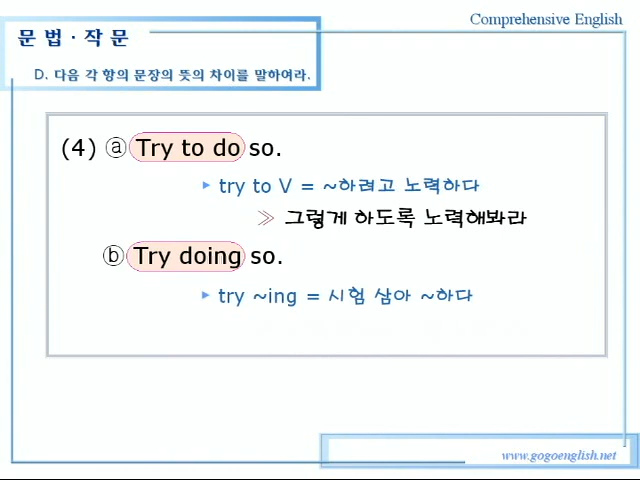 Comprehensive English
문법·작문
D. 다음 각 항의 문장의 뜻의 차이를 말하여라.
(4) ⓐ Try to do so.
▸ try to V = ~하려고 노력하다
≫ 그렇게 하도록 노력해봐라
ⓑ Try doing so.
▸ try ~ing = 시험 삼아 ~하다
www.gogoenglish.net